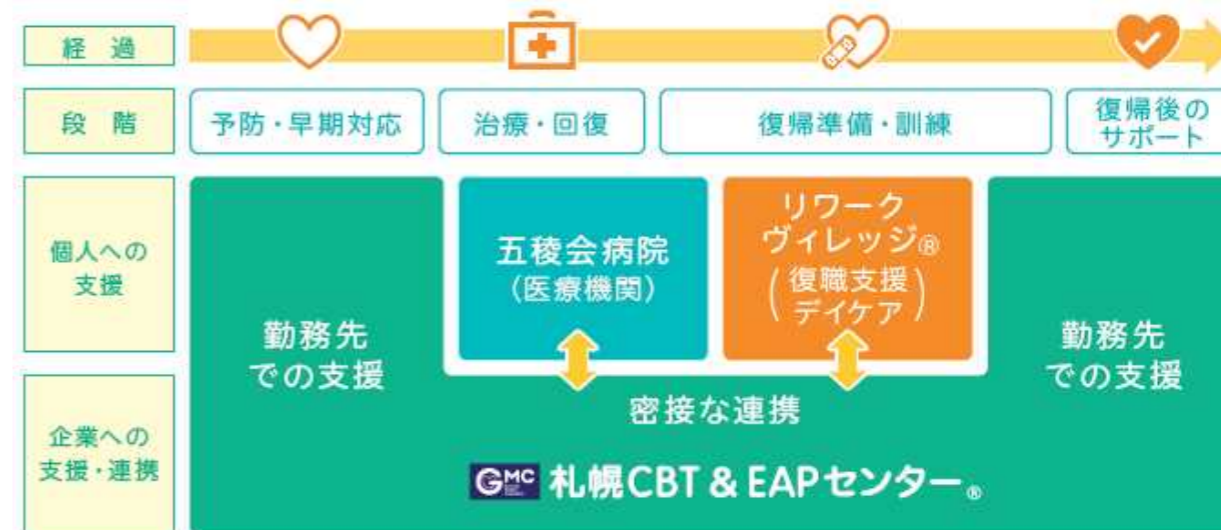 経過
段階
予防・早期対応
治療・回復
復帰準備・訓練
復帰後の
サポート
個人への
支援
勤務先
での支援
五稜会病院
(医療機関)
リワーク
ヴィレッジ®
(復職支援
デイケア)
勤務先
での支援
企業への
支援・連携
密接な連携
GMC 札幌CBT & EAPセンター®